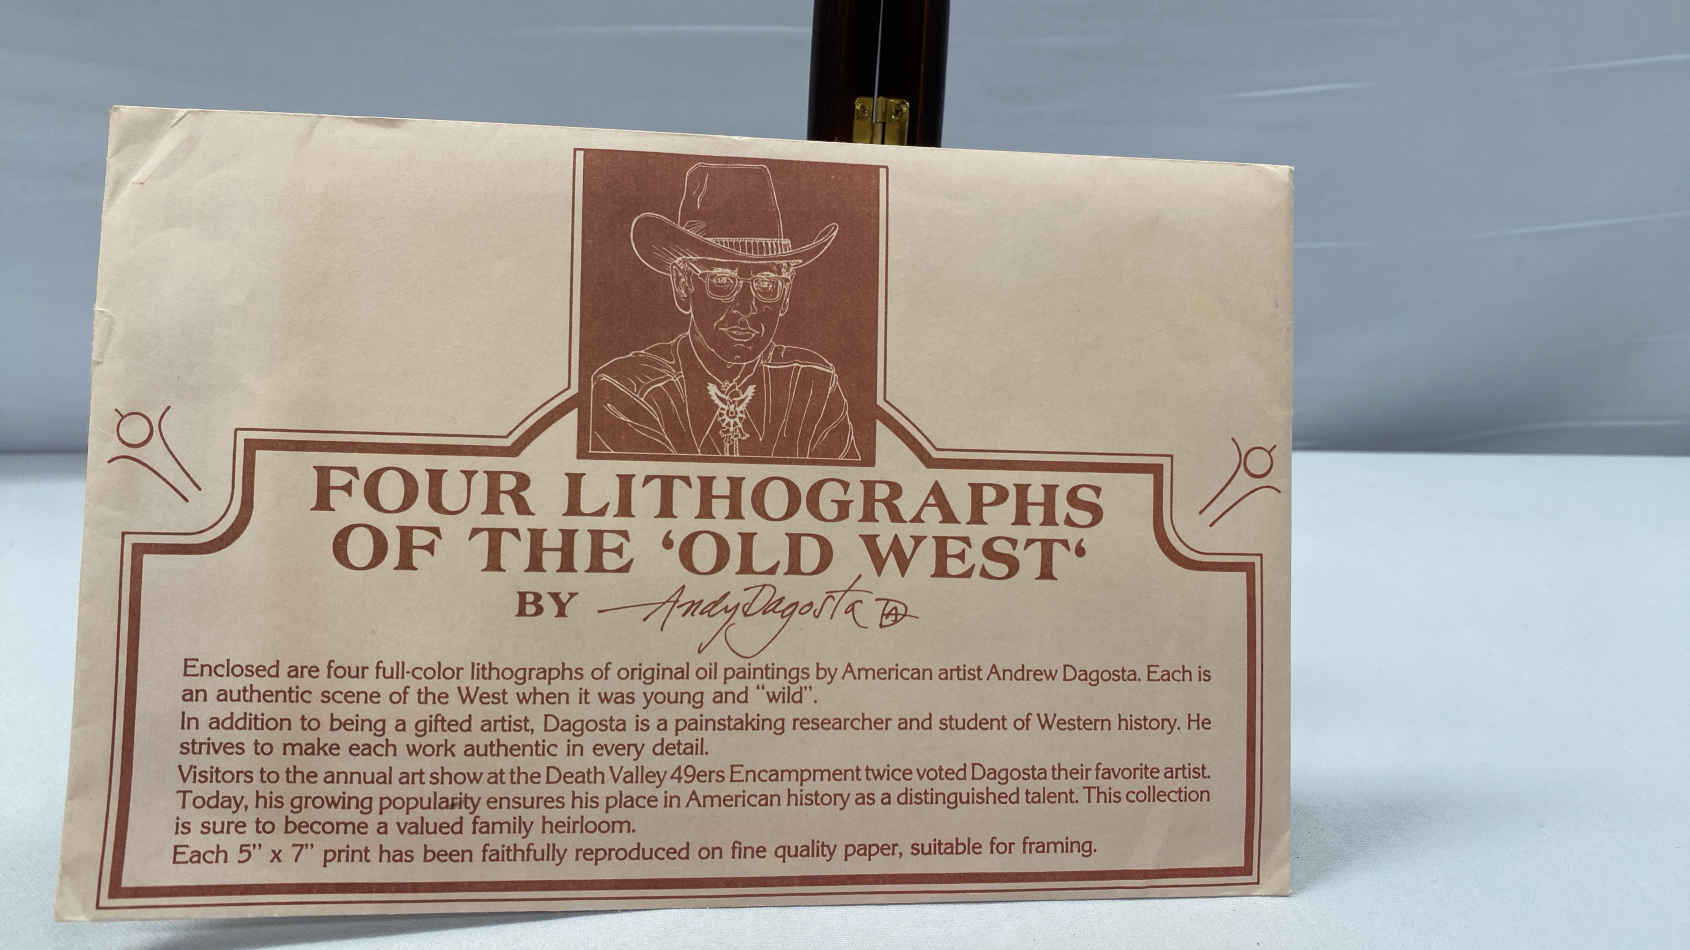 FOUR LITHOGRAPHS
OF THE ‘OLD WEST‘
BY Andy Dagosta DA
Enclosed are four full-color lithographs of original oil paintings by American artist Andrew Dagosta. Each is
an authentic scene of the West when it was young and “wild”.
In addition to being a gifted artist, Dagosta is a painstaking researcher and student of Western history. He
strives to make each work authentic in every detail.
Visitors to the annual art show at the Death Valley 49ers Encampment twice voted Dagosta their favorite artist.
Today, his growing popularity ensures his place in American history as a distinguished talent. This collection
is sure to become a valued family heirloom.
Each 5” x 7” print has been faithfully reproduced on fine quality paper, suitable for framing.